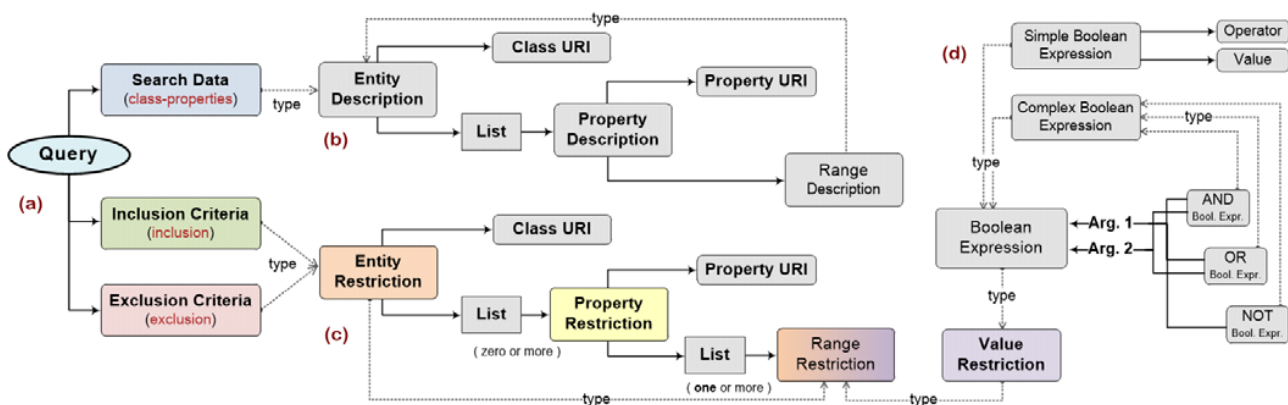 type
(d)
Simple Boolean
Expression
Operator
Value
Class URI
Search Data
(class-properties)
type
Entity
Description
Property URI
(b)
List
Property
Description
Complex Boolean
Expression
type
type
Query
Range
Description
(a)
Inclusion Criteria
(inclusion)
type
Class URI
Entity
Restriction
Property URI
Boolean
Expression
Arg. 1
Arg. 2
AND
Bool. Expr.
OR
Bool. Expr.
NOT
Bool. Expr.
type
Exclusion Criteria
(exclusion)
(c)
List
( zero or more )
Property
Restriction
List
( one or more )
Range
Restriction
Value
Restriction
type
type